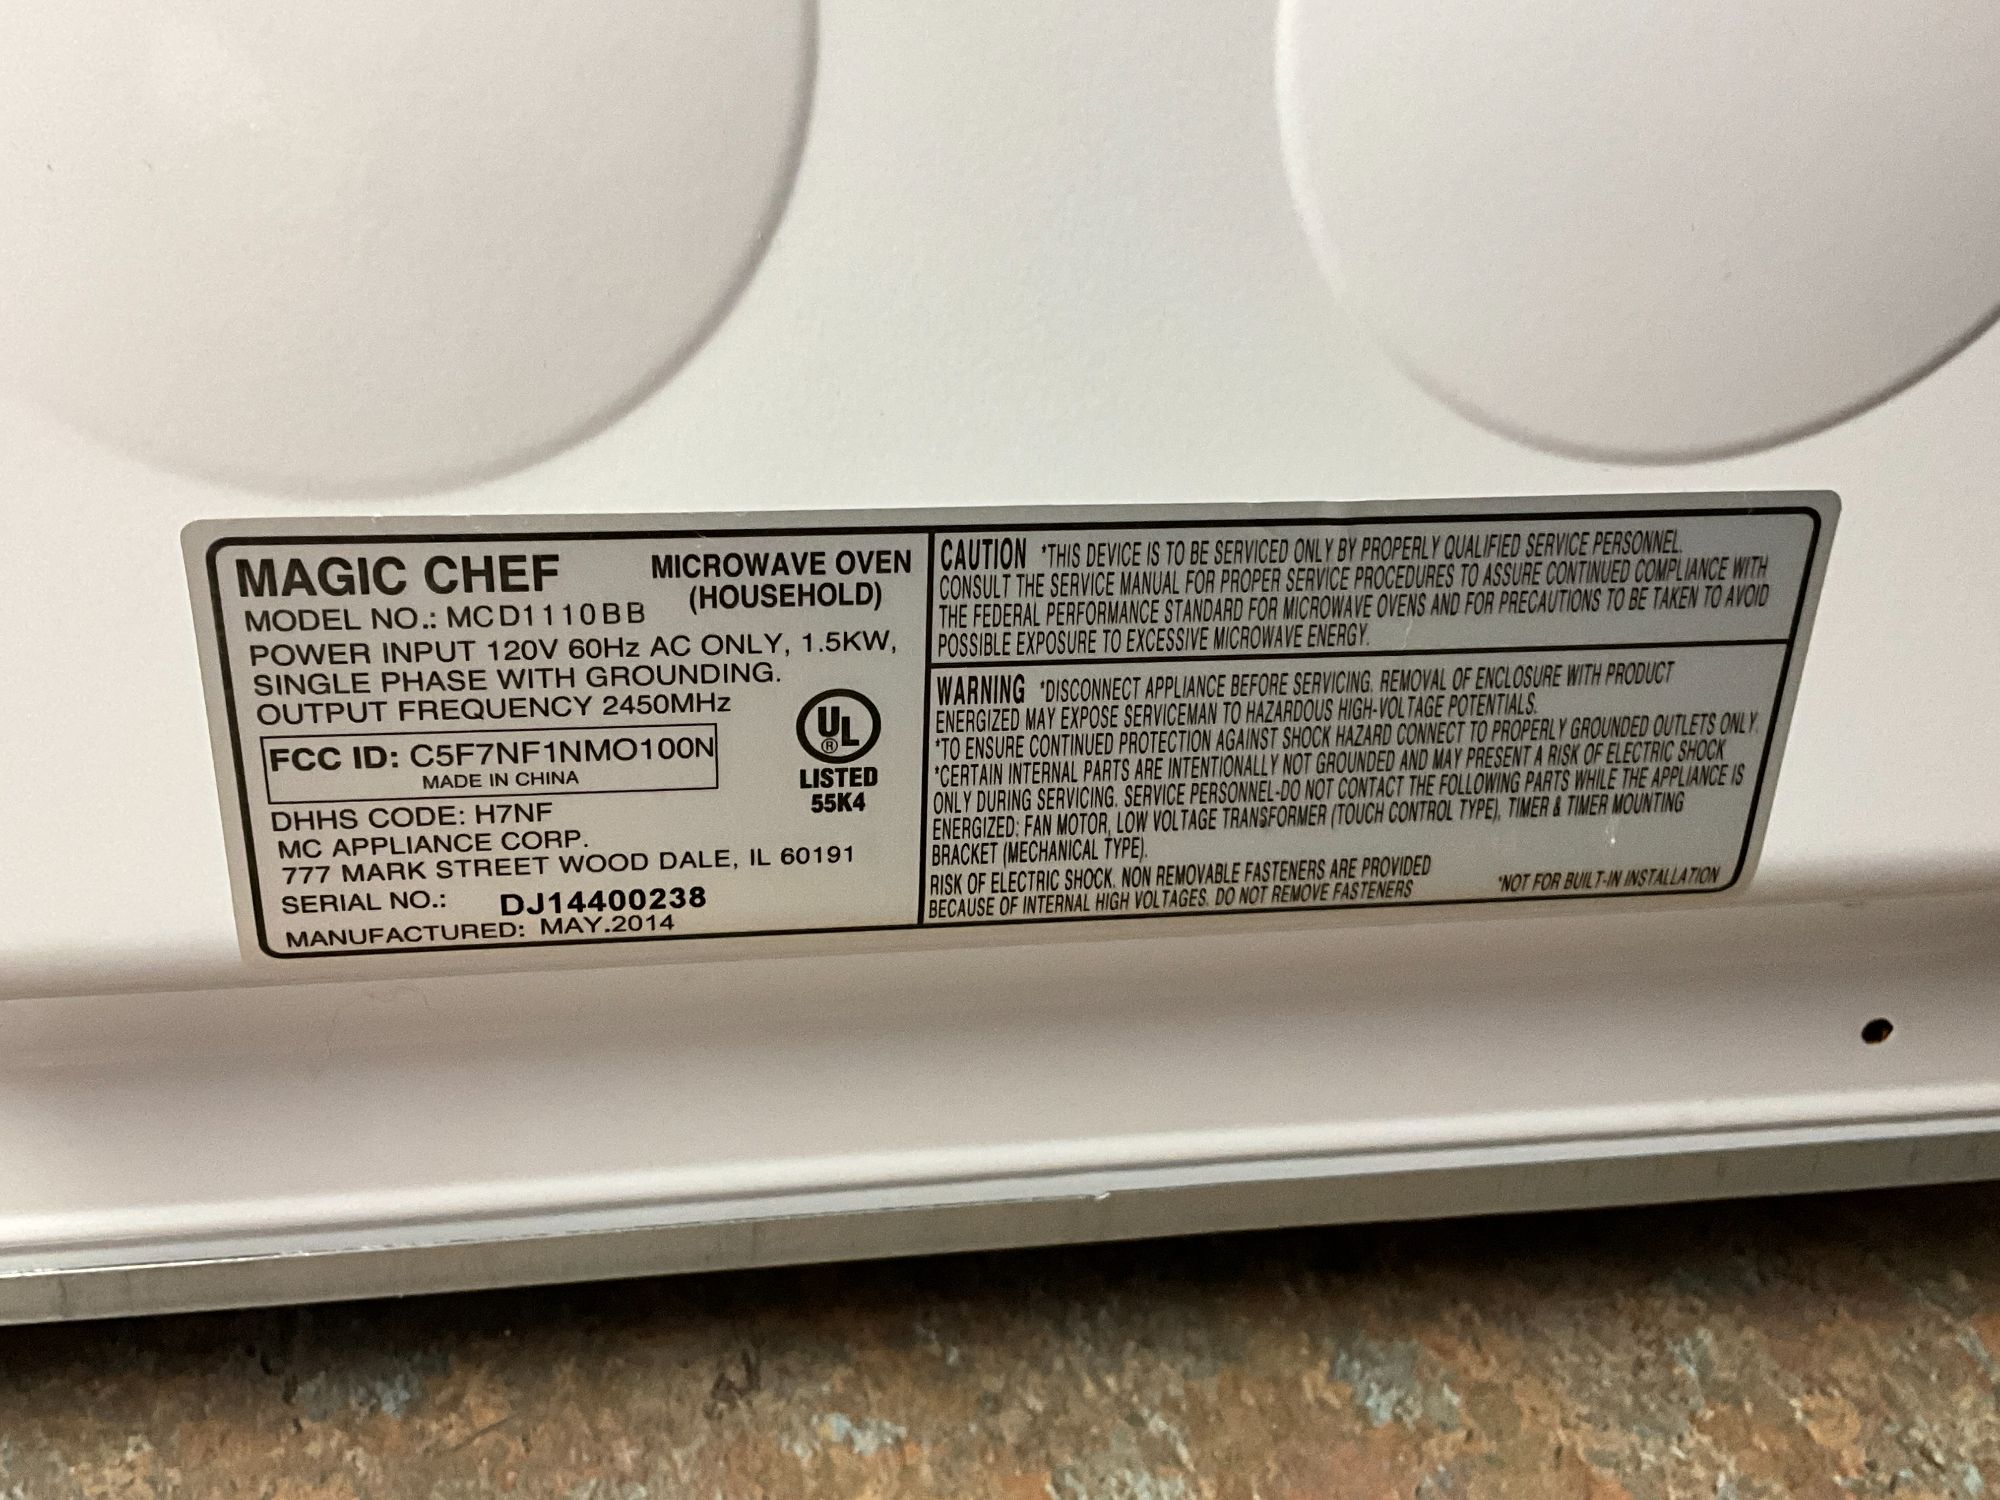 MAGIC CHEF
MICROWAVE OVEN
(HOUSEHOLD)
MODEL NO.: MCD1110BB
POWER INPUT 120V 60Hz AC ONLY, 1.5KW,
SINGLE PHASE WITH GROUNDING.
OUTPUT FREQUENCY 2450MHz
FCC ID: C5F7NF1NMO100N
MADE IN CHINA
UL
®
LISTED
55K4
DHHS CODE: H7NF
MC APPLIANCE CORP.
777 MARK STREET WOOD DALE, IL 60191
SERIAL NO.: DJ14400238
MANUFACTURED: MAY.2014
CAUTION *THIS DEVICE IS TO BE SERVICED ONLY BY PROPERLY QUALIFIED SERVICE PERSONNEL.
CONSULT THE SERVICE MANUAL FOR PROPER SERVICE PROCEDURES TO ASSURE CONTINUED COMPLIANCE WITH
THE FEDERAL PERFORMANCE STANDARD FOR MICROWAVE OVENS AND FOR PRECAUTIONS TO BE TAKEN TO AVOID
POSSIBLE EXPOSURE TO EXCESSIVE MICROWAVE ENERGY.
WARNING *DISCONNECT APPLIANCE BEFORE SERVICING. REMOVAL OF ENCLOSURE WITH PRODUCT
ENERGIZED MAY EXPOSE SERVICEMAN TO HAZARDOUS HIGH-VOLTAGE POTENTIALS.
*TO ENSURE CONTINUED PROTECTION AGAINST SHOCK HAZARD CONNECT TO PROPERLY GROUNDED OUTLETS ONLY.
*CERTAIN INTERNAL PARTS ARE INTENTIONALLY NOT GROUNDED AND MAY PRESENT A RISK OF ELECTRIC SHOCK
ONLY DURING SERVICING. SERVICE PERSONNEL-DO NOT CONTACT THE FOLLOWING PARTS WHILE THE APPLIANCE IS
ENERGIZED: FAN MOTOR, LOW VOLTAGE TRANSFORMER (TOUCH CONTROL TYPE), TIMER & TIMER MOUNTING
BRACKET (MECHANICAL TYPE).
RISK OF ELECTRIC SHOCK. NON REMOVABLE FASTENERS ARE PROVIDED
BECAUSE OF INTERNAL HIGH VOLTAGES. DO NOT REMOVE FASTENERS
*NOT FOR BUILT-IN INSTALLATION